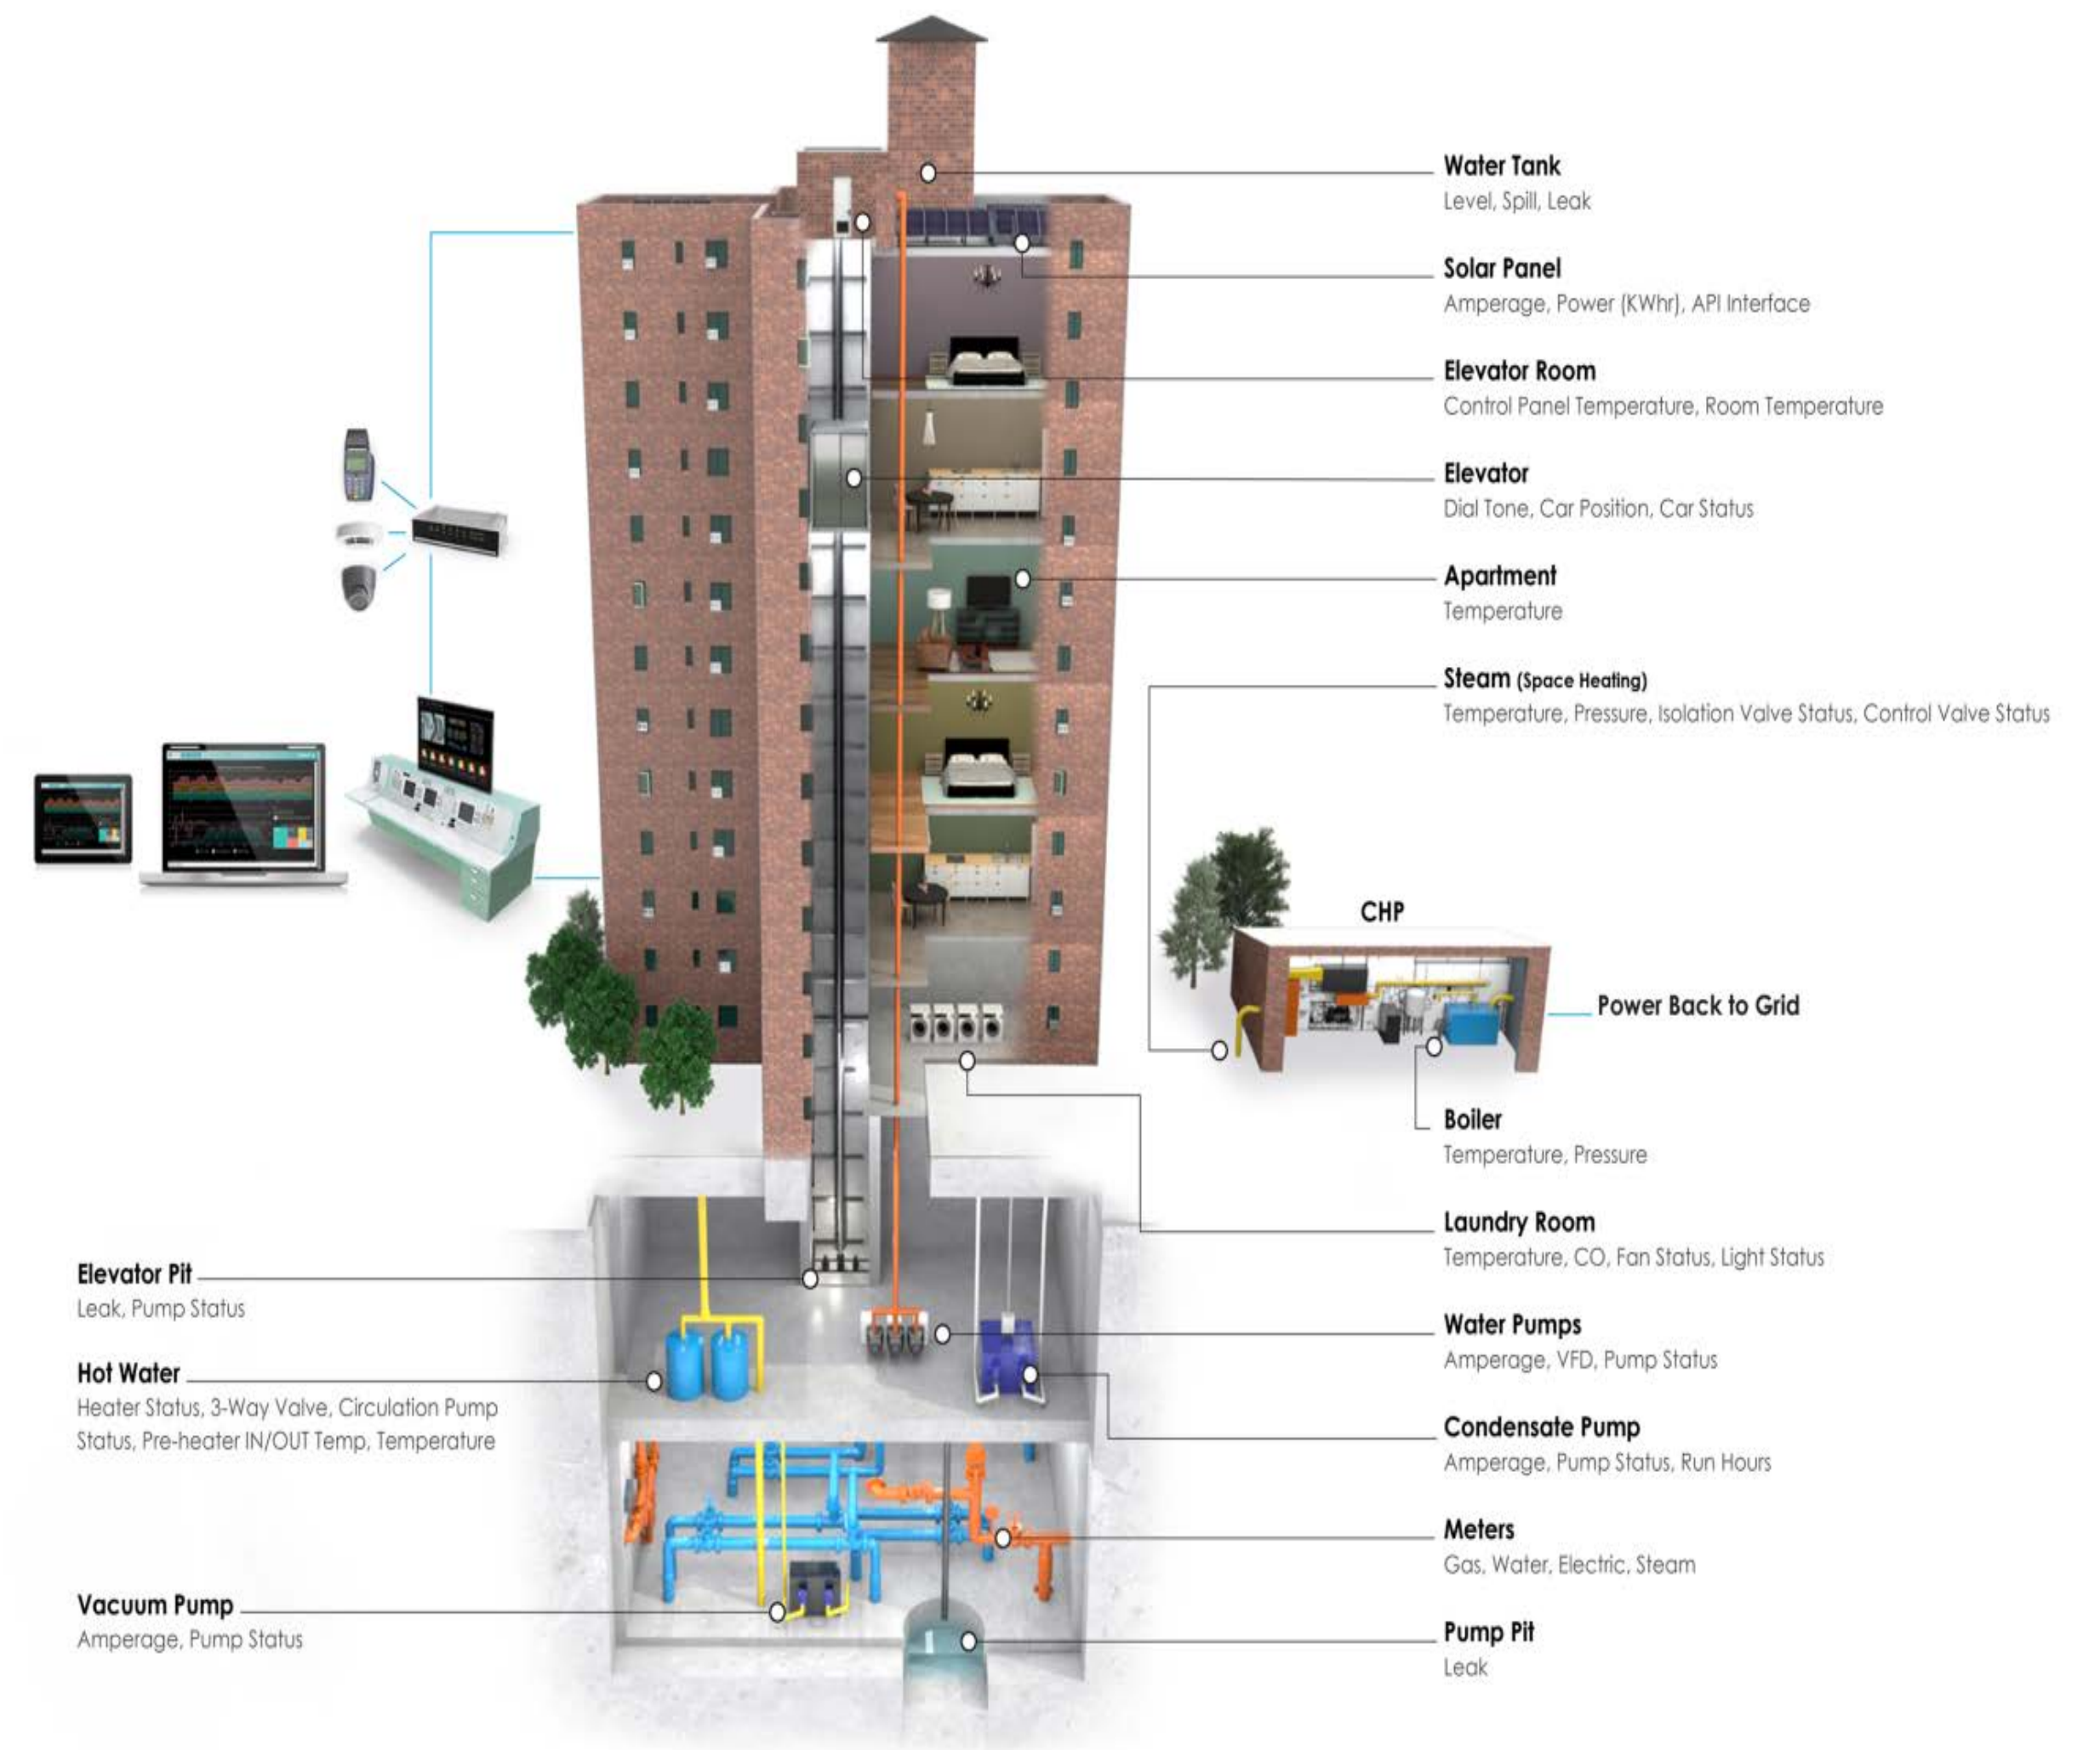 Water Tank
Level, Spill, Leak
Solar Panel
Amperage, Power (KWhr), API Interface
Elevator Room
Control Panel Temperature, Room Temperature
Elevator
Dial Tone, Car Position, Car Status
Apartment
Temperature
Steam (Space Heating)
Temperature, Pressure, Isolation Valve Status, Control Valve Status
CHP
Power Back to Grid
Boiler
Temperature, Pressure
Laundry Room
Temperature, CO, Fan Status, Light Status
Water Pumps
Amperage, VFD, Pump Status
Condensate Pump
Amperage, Pump Status, Run Hours
Meters
Gas, Water, Electric, Steam
Pump Pit
Leak
Elevator Pit
Leak, Pump Status
Hot Water
Heater Status, 3-Way Valve, Circulation Pump
Status, Pre-heater IN/OUT Temp, Temperature
Vacuum Pump
Amperage, Pump Status